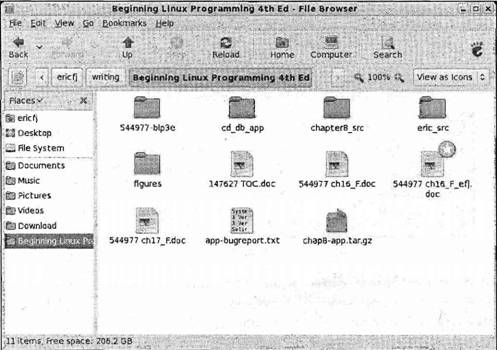 Beginning Linux Programming 4th Ed - File Browser
File Edit View Go Bookmarks Help
Back Forward Up Stop Reload Home Computer Search
ericfj writing Beginning Linux Programming 4th Ed 100% View as Icons
Places
ericfj
Desktop
File System
Documents
Music
Pictures
Videos
Download
Beginning Linux Pr
544977-blp3e cd_db_app chapter8_src eric_src
figures 147627 TOC.doc 544977 ch16_F.doc 544977 ch16_F_efj.
doc
544977 ch17_F.doc app-bugreport.txt chap8-app.tar.gz
11 items, Free space: 206.2 GB